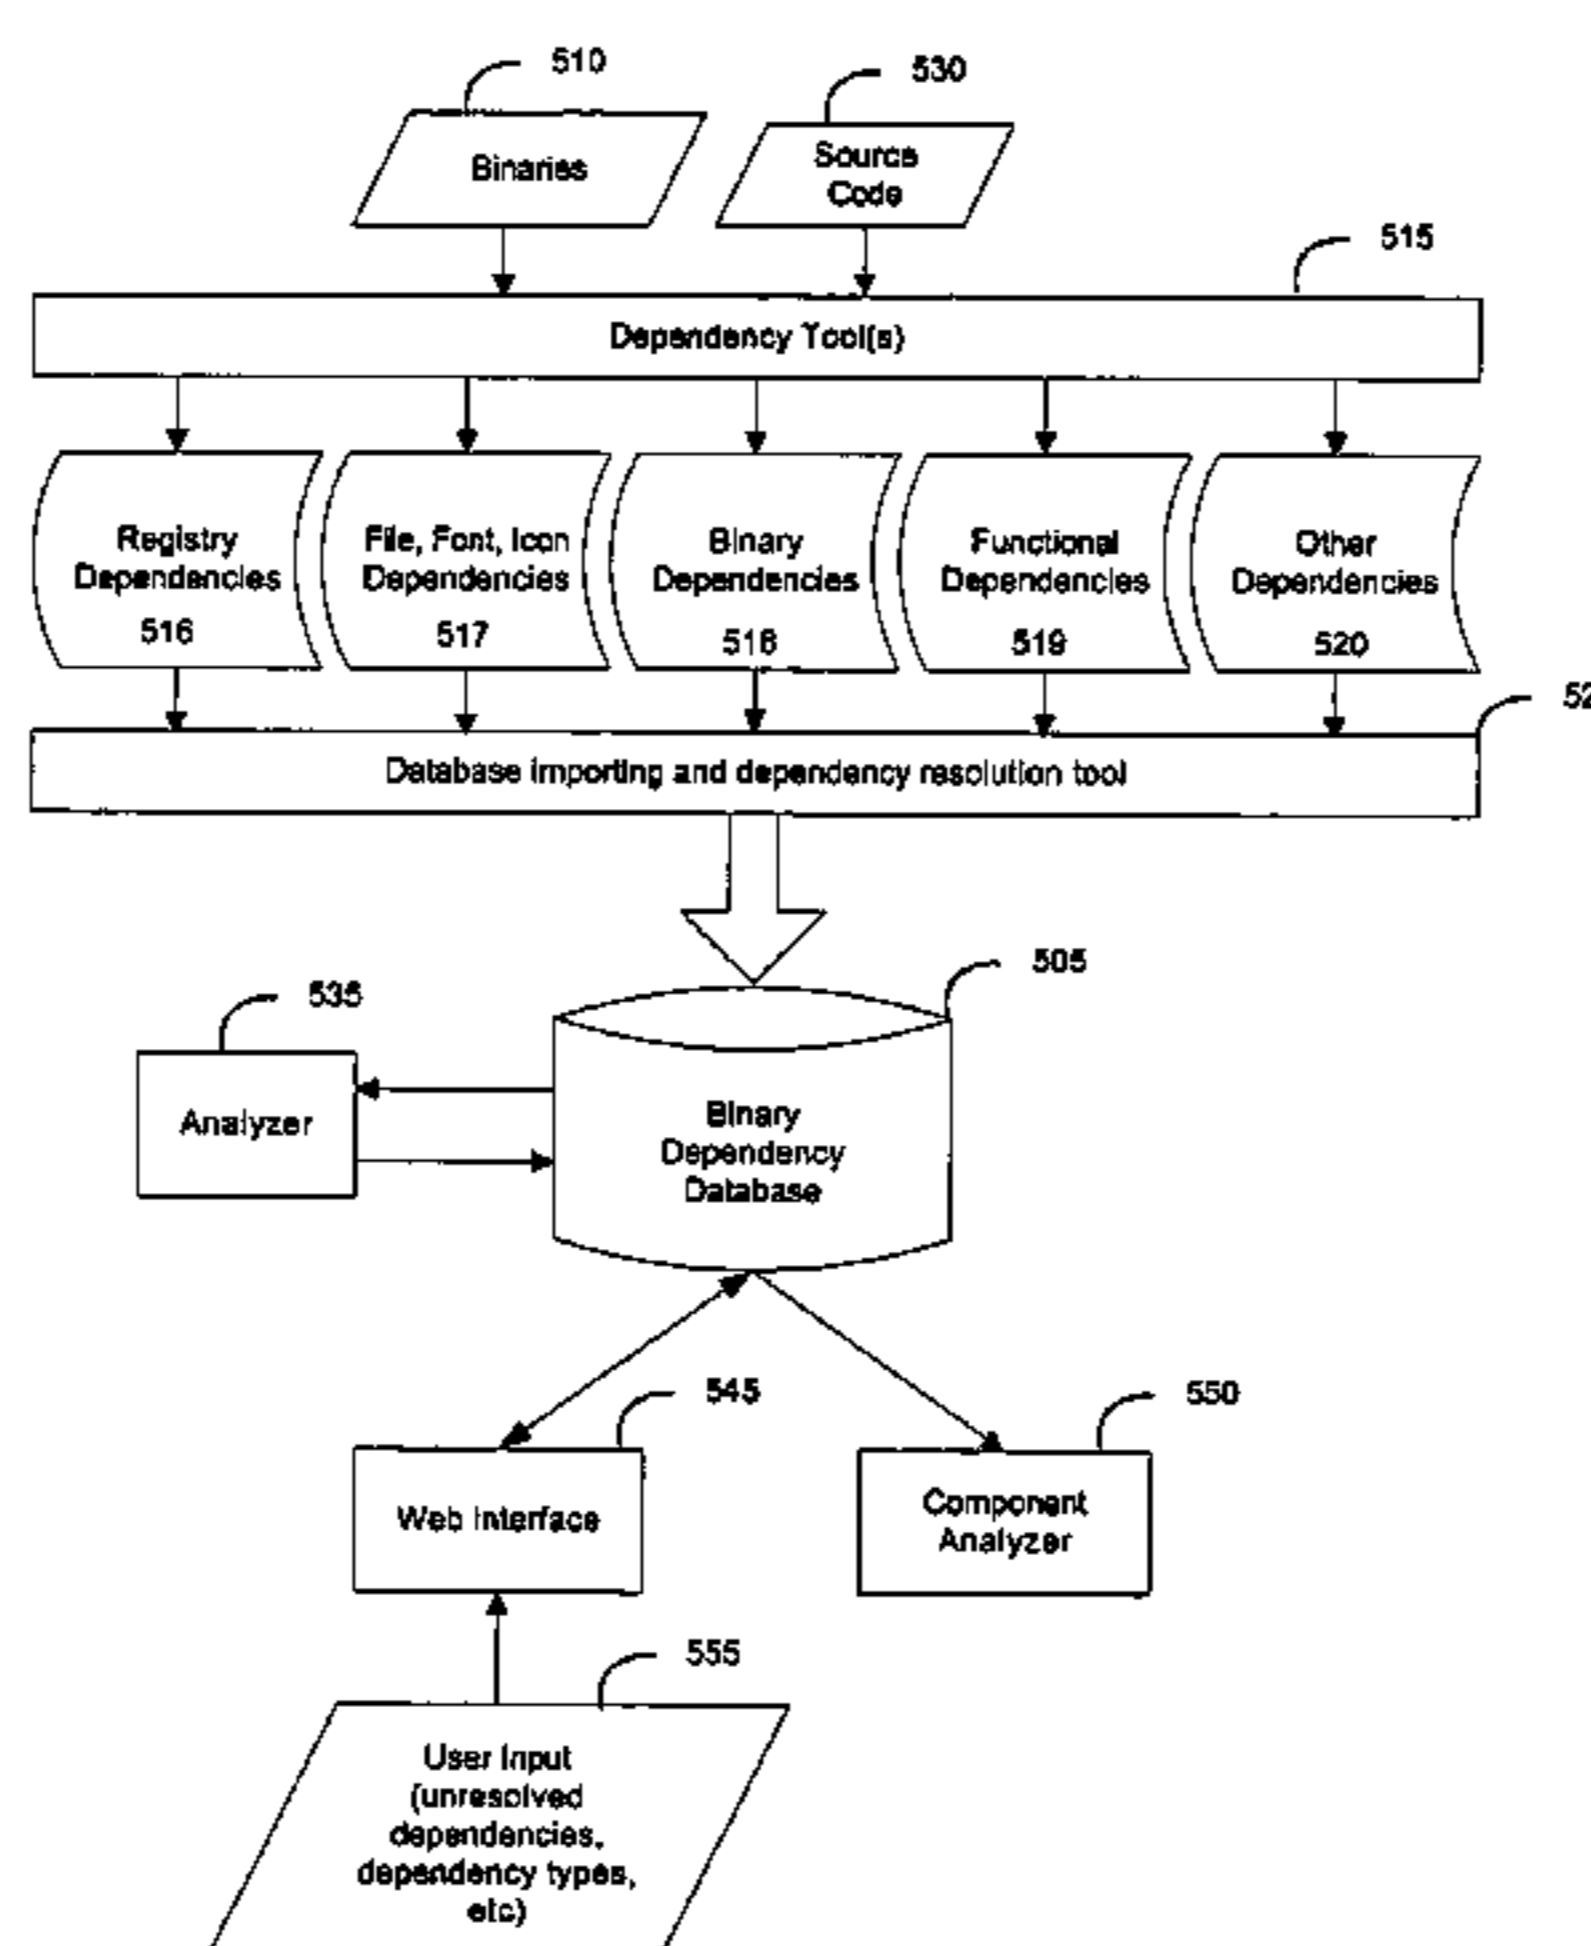 510
530
Binaries
Source
Code
515
Dependency Tool(s)
Registry
Dependencies
516
File, Font, Icon
Dependencies
517
Binary
Dependencies
518
Functional
Dependencies
519
Other
Dependencies
520
52
Database importing and dependency resolution tool
505
535
Analyzer
Binary
Dependency
Database
545
550
Web Interface
Component
Analyzer
555
User Input
(unresolved
dependencies,
dependency types,
etc)